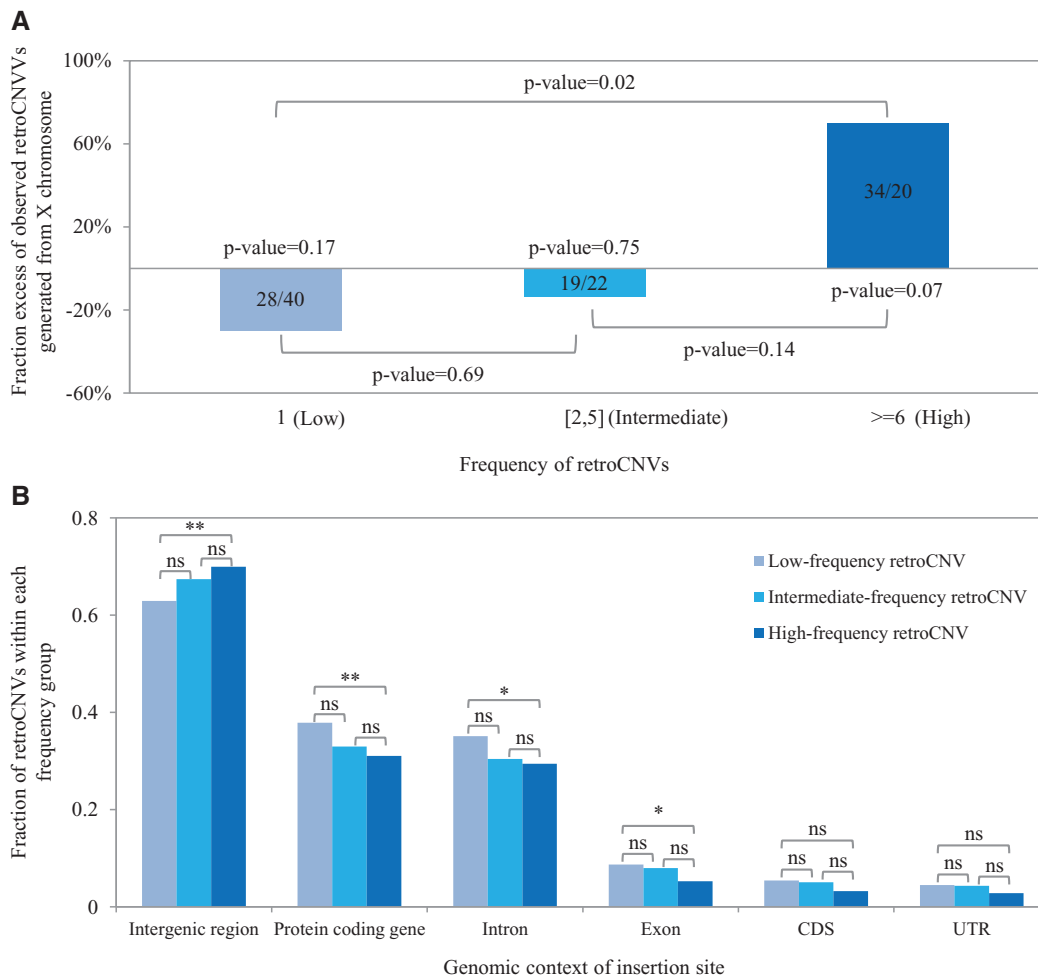 A
Fraction excess of observed retroCNVVs
generated from X chromosome
100%
60%
20%
-20%
-60%
p-value=0.02
p-value=0.17
p-value=0.75
34/20
28/40
19/22
p-value=0.07
p-value=0.69
p-value=0.14
1 (Low)
[2,5] (Intermediate)
>=6 (High)
Frequency of retroCNVs
B
Fraction of retroCNVs within each
frequency group
0.8
0.6
0.4
0.2
0
**
ns
ns
**
ns
ns
*
ns
ns
*
ns
ns
ns
ns
ns
ns
ns
ns
Low-frequency retroCNV
Intermediate-frequency retroCNV
High-frequency retroCNV
Intergenic region
Protein coding gene
Intron
Exon
CDS
UTR
Genomic context of insertion site